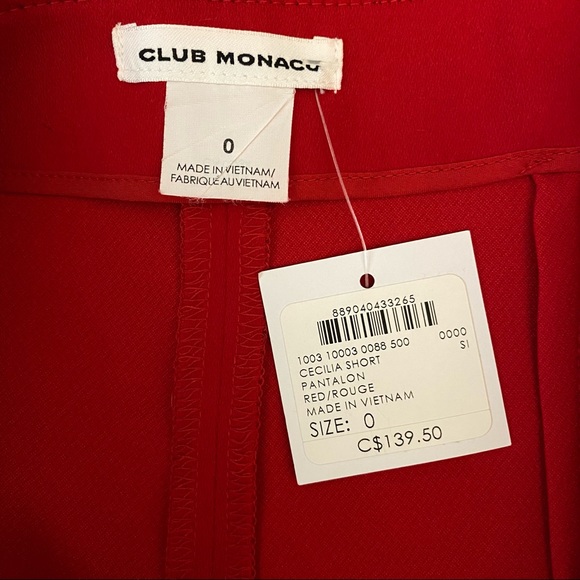 CLUB MONACO
0
MADE IN VIETNAM/
FABRIQUÉ AU VIETNAM
889040433265
1003 10003 0088 500 0000
CECILIA SHORT SI
PANTALON
RED/ROUGE
MADE IN VIETNAM
SIZE: 0
C$139.50